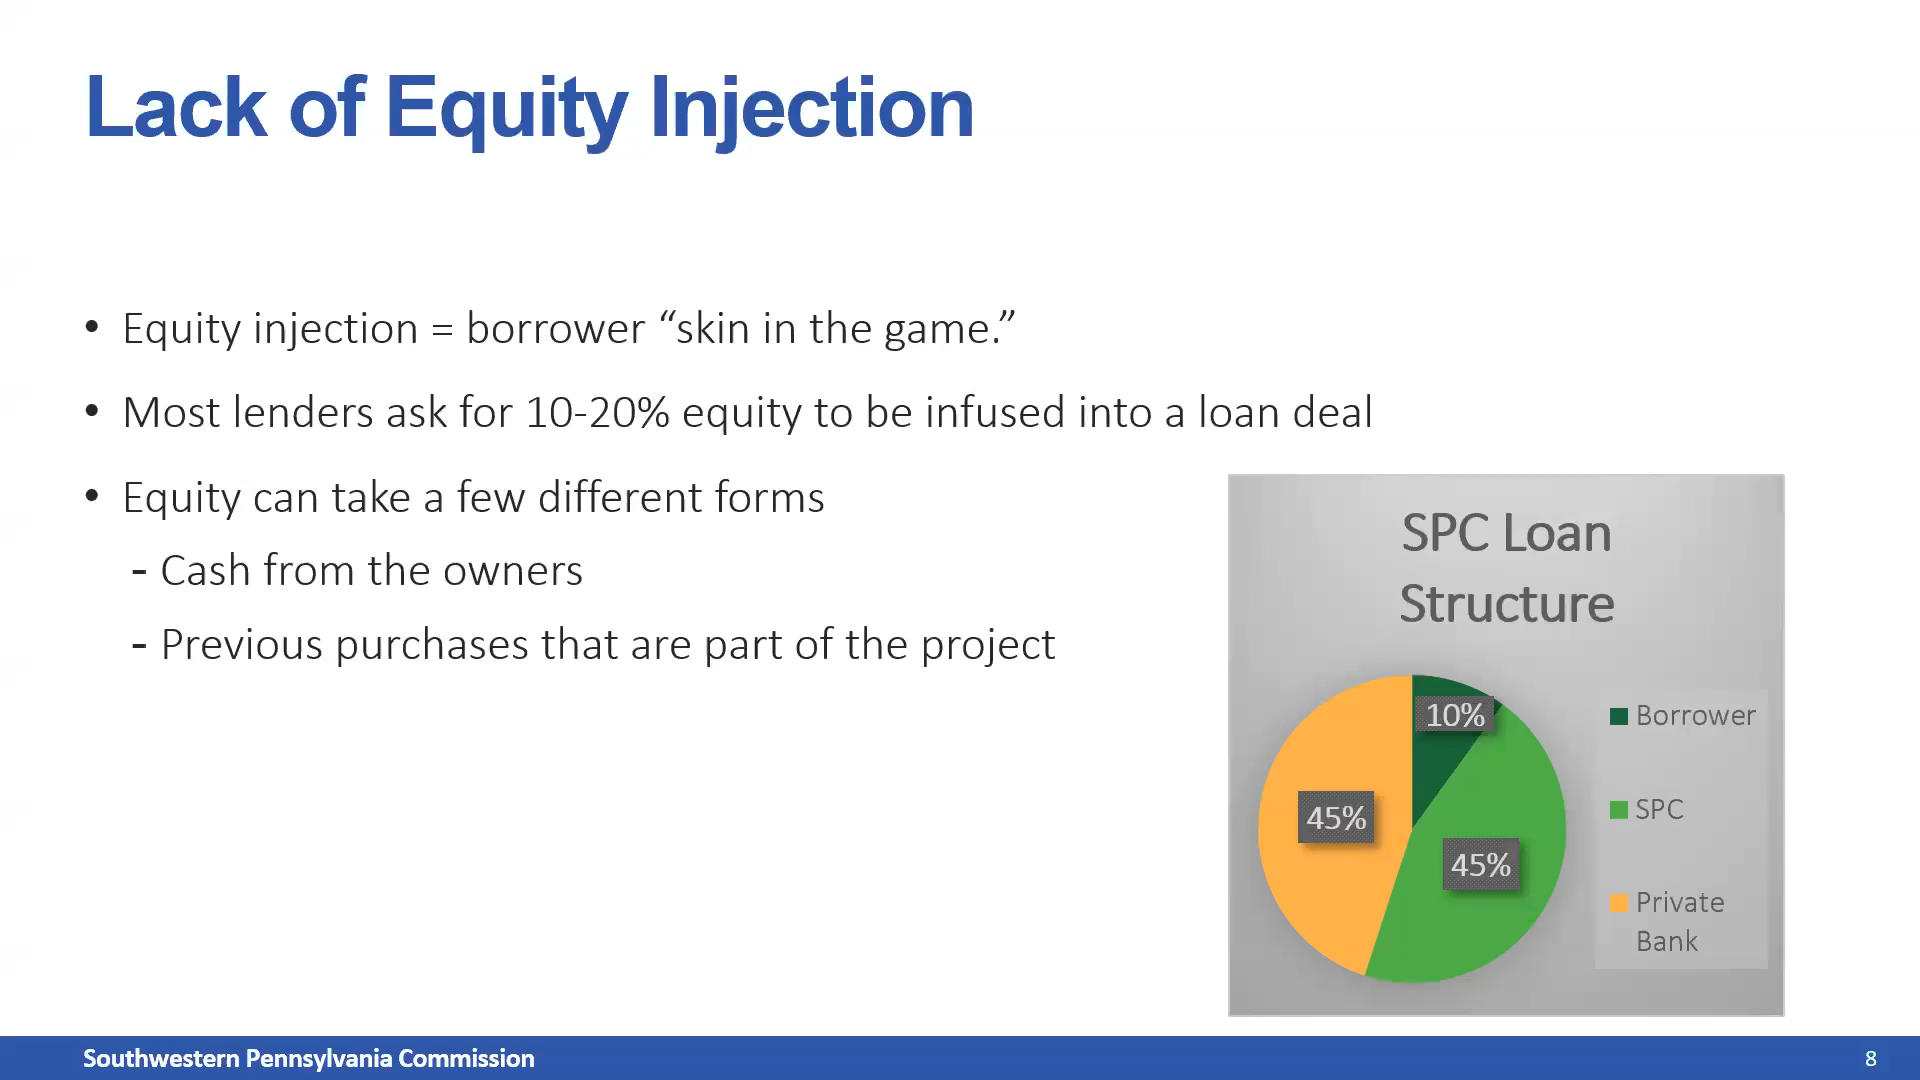 Lack of Equity Injection
• Equity injection = borrower “skin in the game.”
• Most lenders ask for 10-20% equity to be infused into a loan deal
• Equity can take a few different forms
- Cash from the owners
- Previous purchases that are part of the project
SPC Loan
Structure
10%
45%
45%
Borrower
SPC
Private
Bank
Southwestern Pennsylvania Commission
8